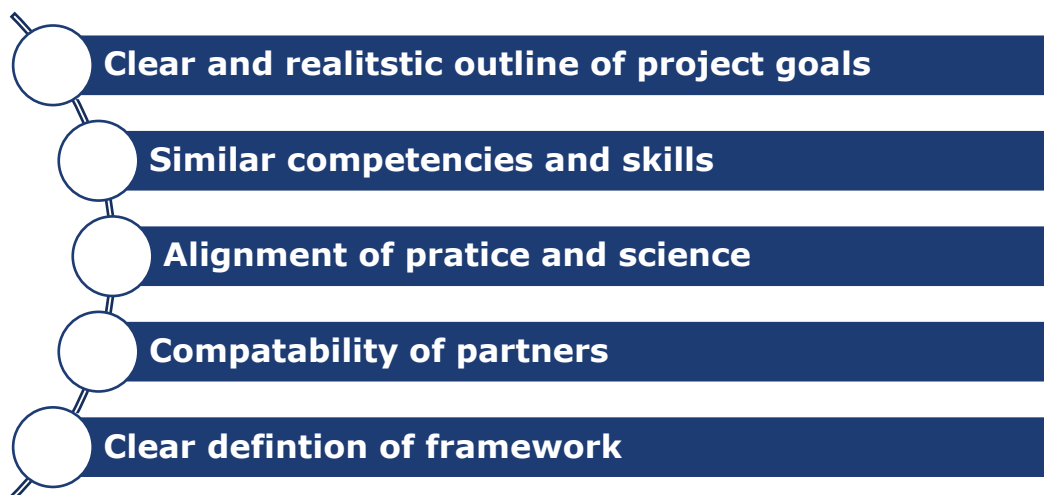 Clear and realitstic outline of project goals
Similar competencies and skills
Alignment of pratice and science
Compatability of partners
Clear defintion of framework